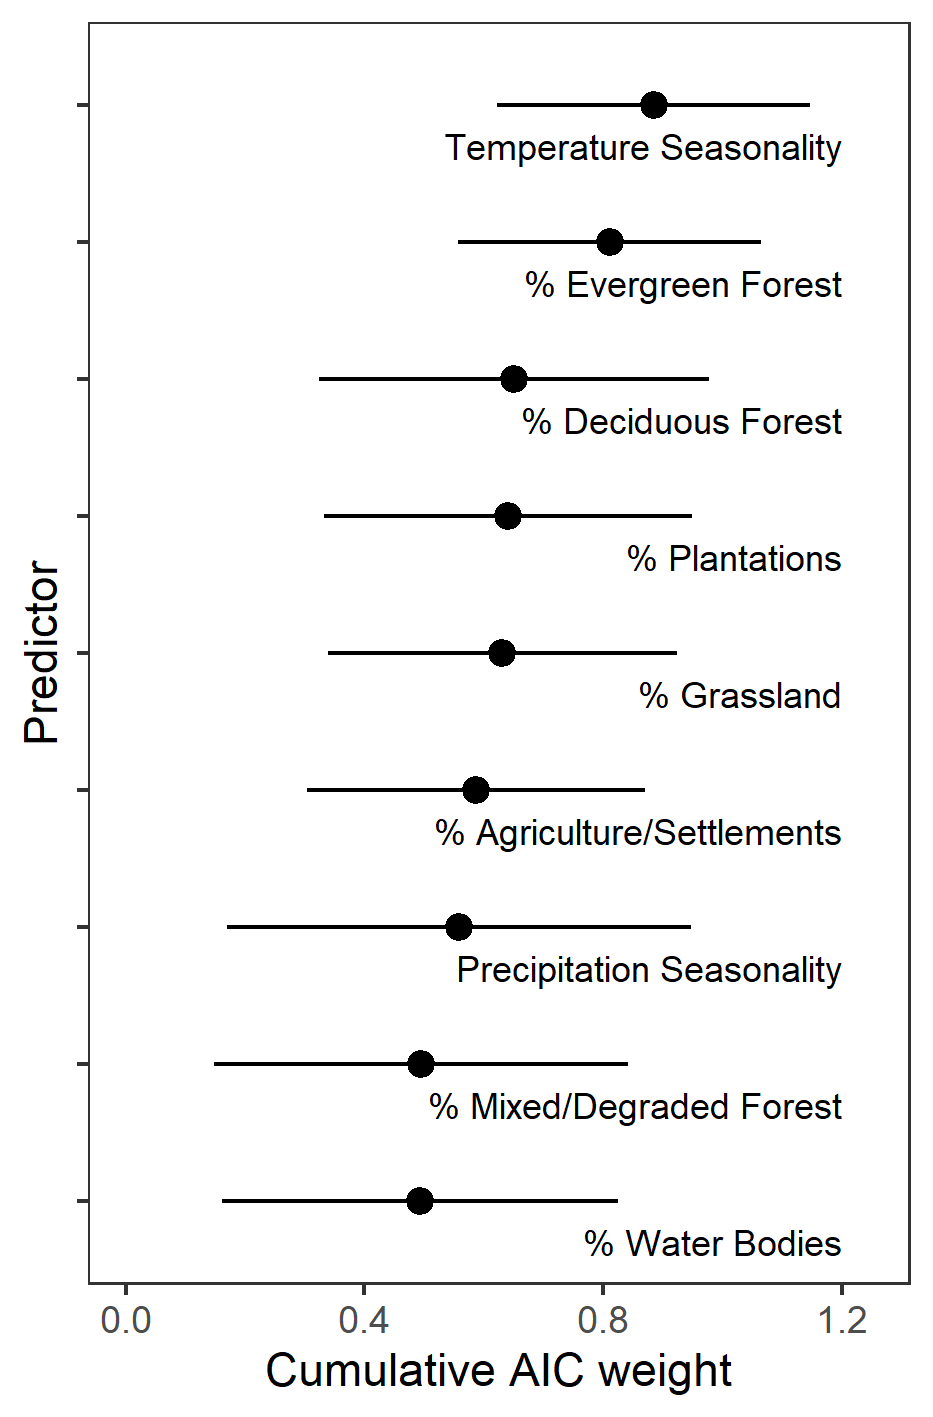 Temperature Seasonality
% Evergreen Forest
% Deciduous Forest
% Plantations
% Grassland
% Agriculture/Settlements
Precipitation Seasonality
% Mixed/Degraded Forest
% Water Bodies
Predictor
0.0 0.4 0.8 1.2
Cumulative AIC weight